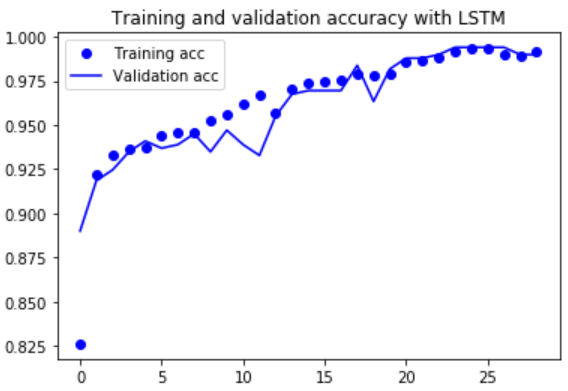 Training and validation accuracy with LSTM
Training acc
Validation acc
1.000
0.975
0.950
0.925
0.900
0.875
0.850
0.825
0 5 10 15 20 25